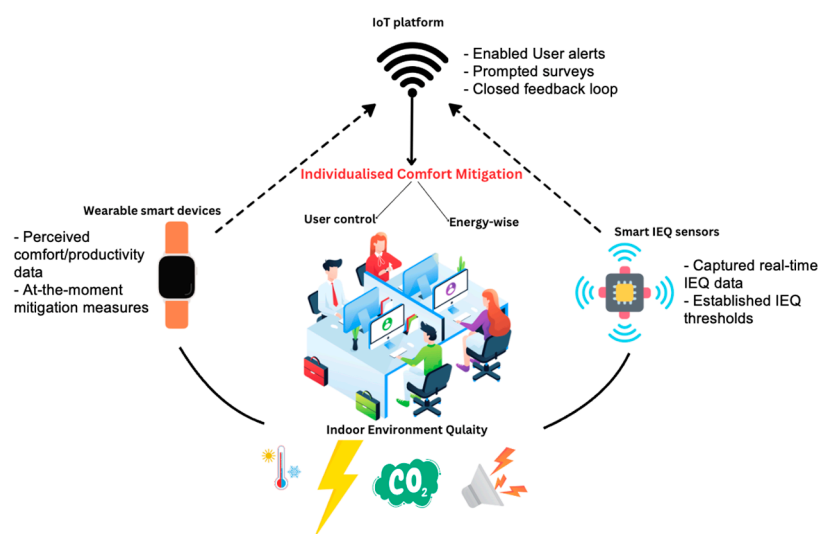 IoT platform
- Enabled User alerts
- Prompted surveys
- Closed feedback loop
Individualised Comfort Mitigation
User control
Energy-wise
Wearable smart devices
- Perceived
comfort/productivity
data
- At-the-moment
mitigation measures
Smart IEQ sensors
- Captured real-time
IEQ data
- Established IEQ
thresholds
Indoor Environment Qulaity
CO2